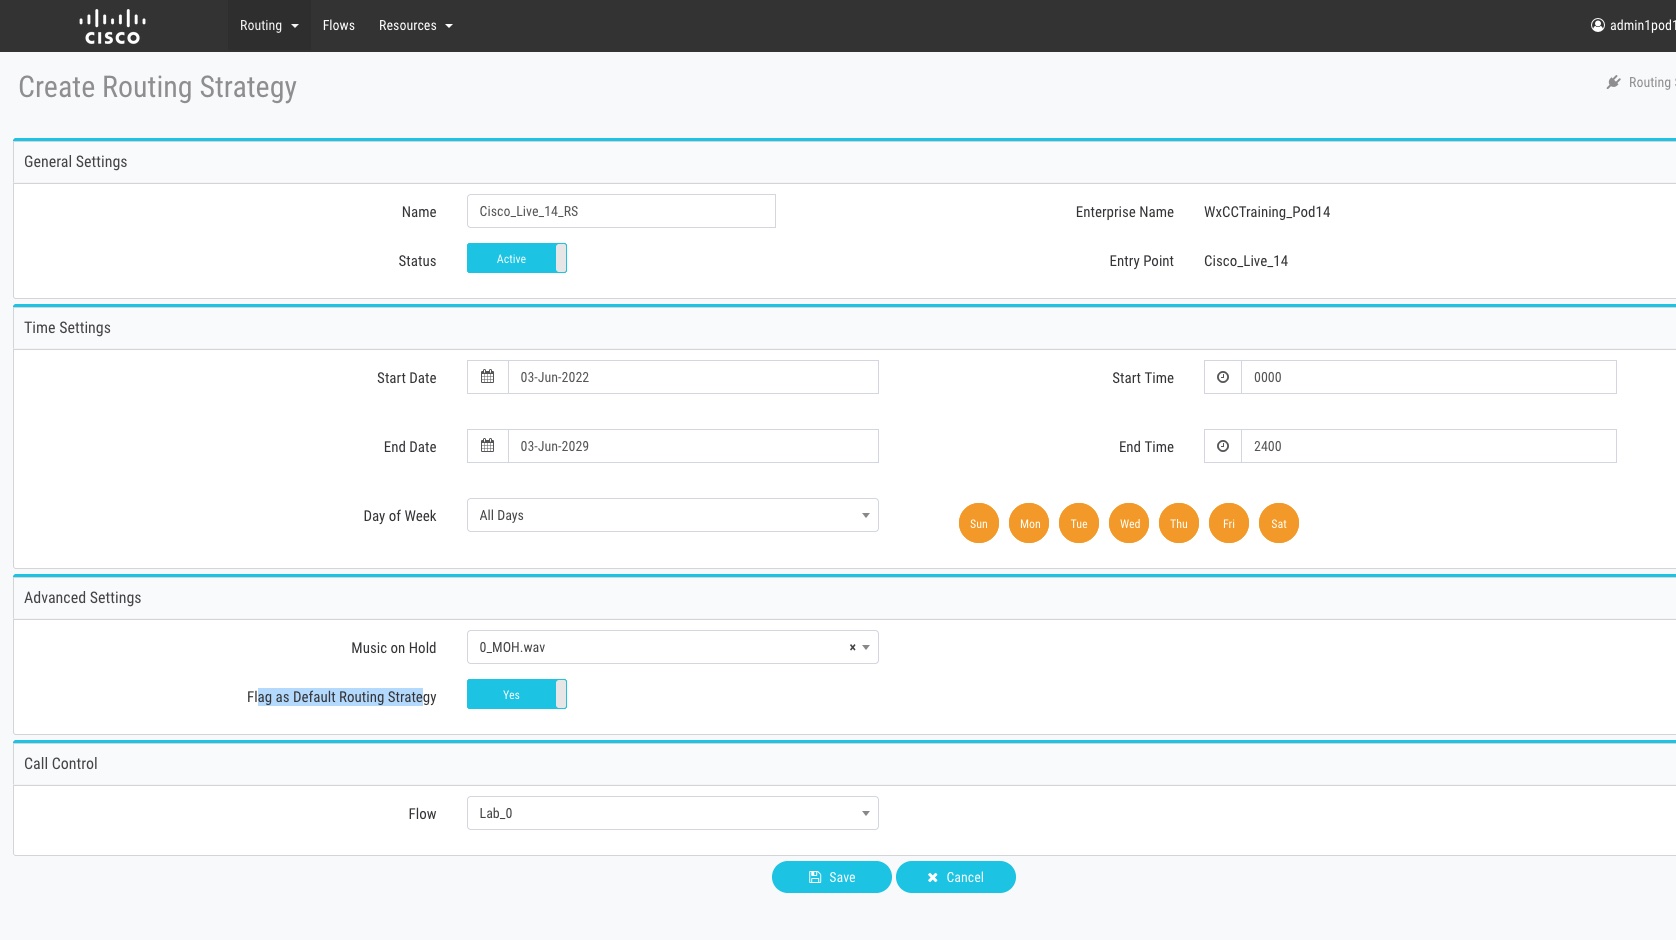 CISCO
Routing
Flows
Resources
admin1pod1
Create Routing Strategy
Routing
General Settings
Name
Cisco_Live_14_RS
Enterprise Name
WxCCTraining_Pod14
Status
Active
Entry Point
Cisco_Live_14
Time Settings
Start Date
03-Jun-2022
Start Time
0000
End Date
03-Jun-2029
End Time
2400
Day of Week
All Days
Sun Mon Tue Wed Thu Fri Sat
Advanced Settings
Music on Hold
0_MOH.wav
×
Flag as Default Routing Strategy
Yes
Call Control
Flow
Lab_0
Save
Cancel